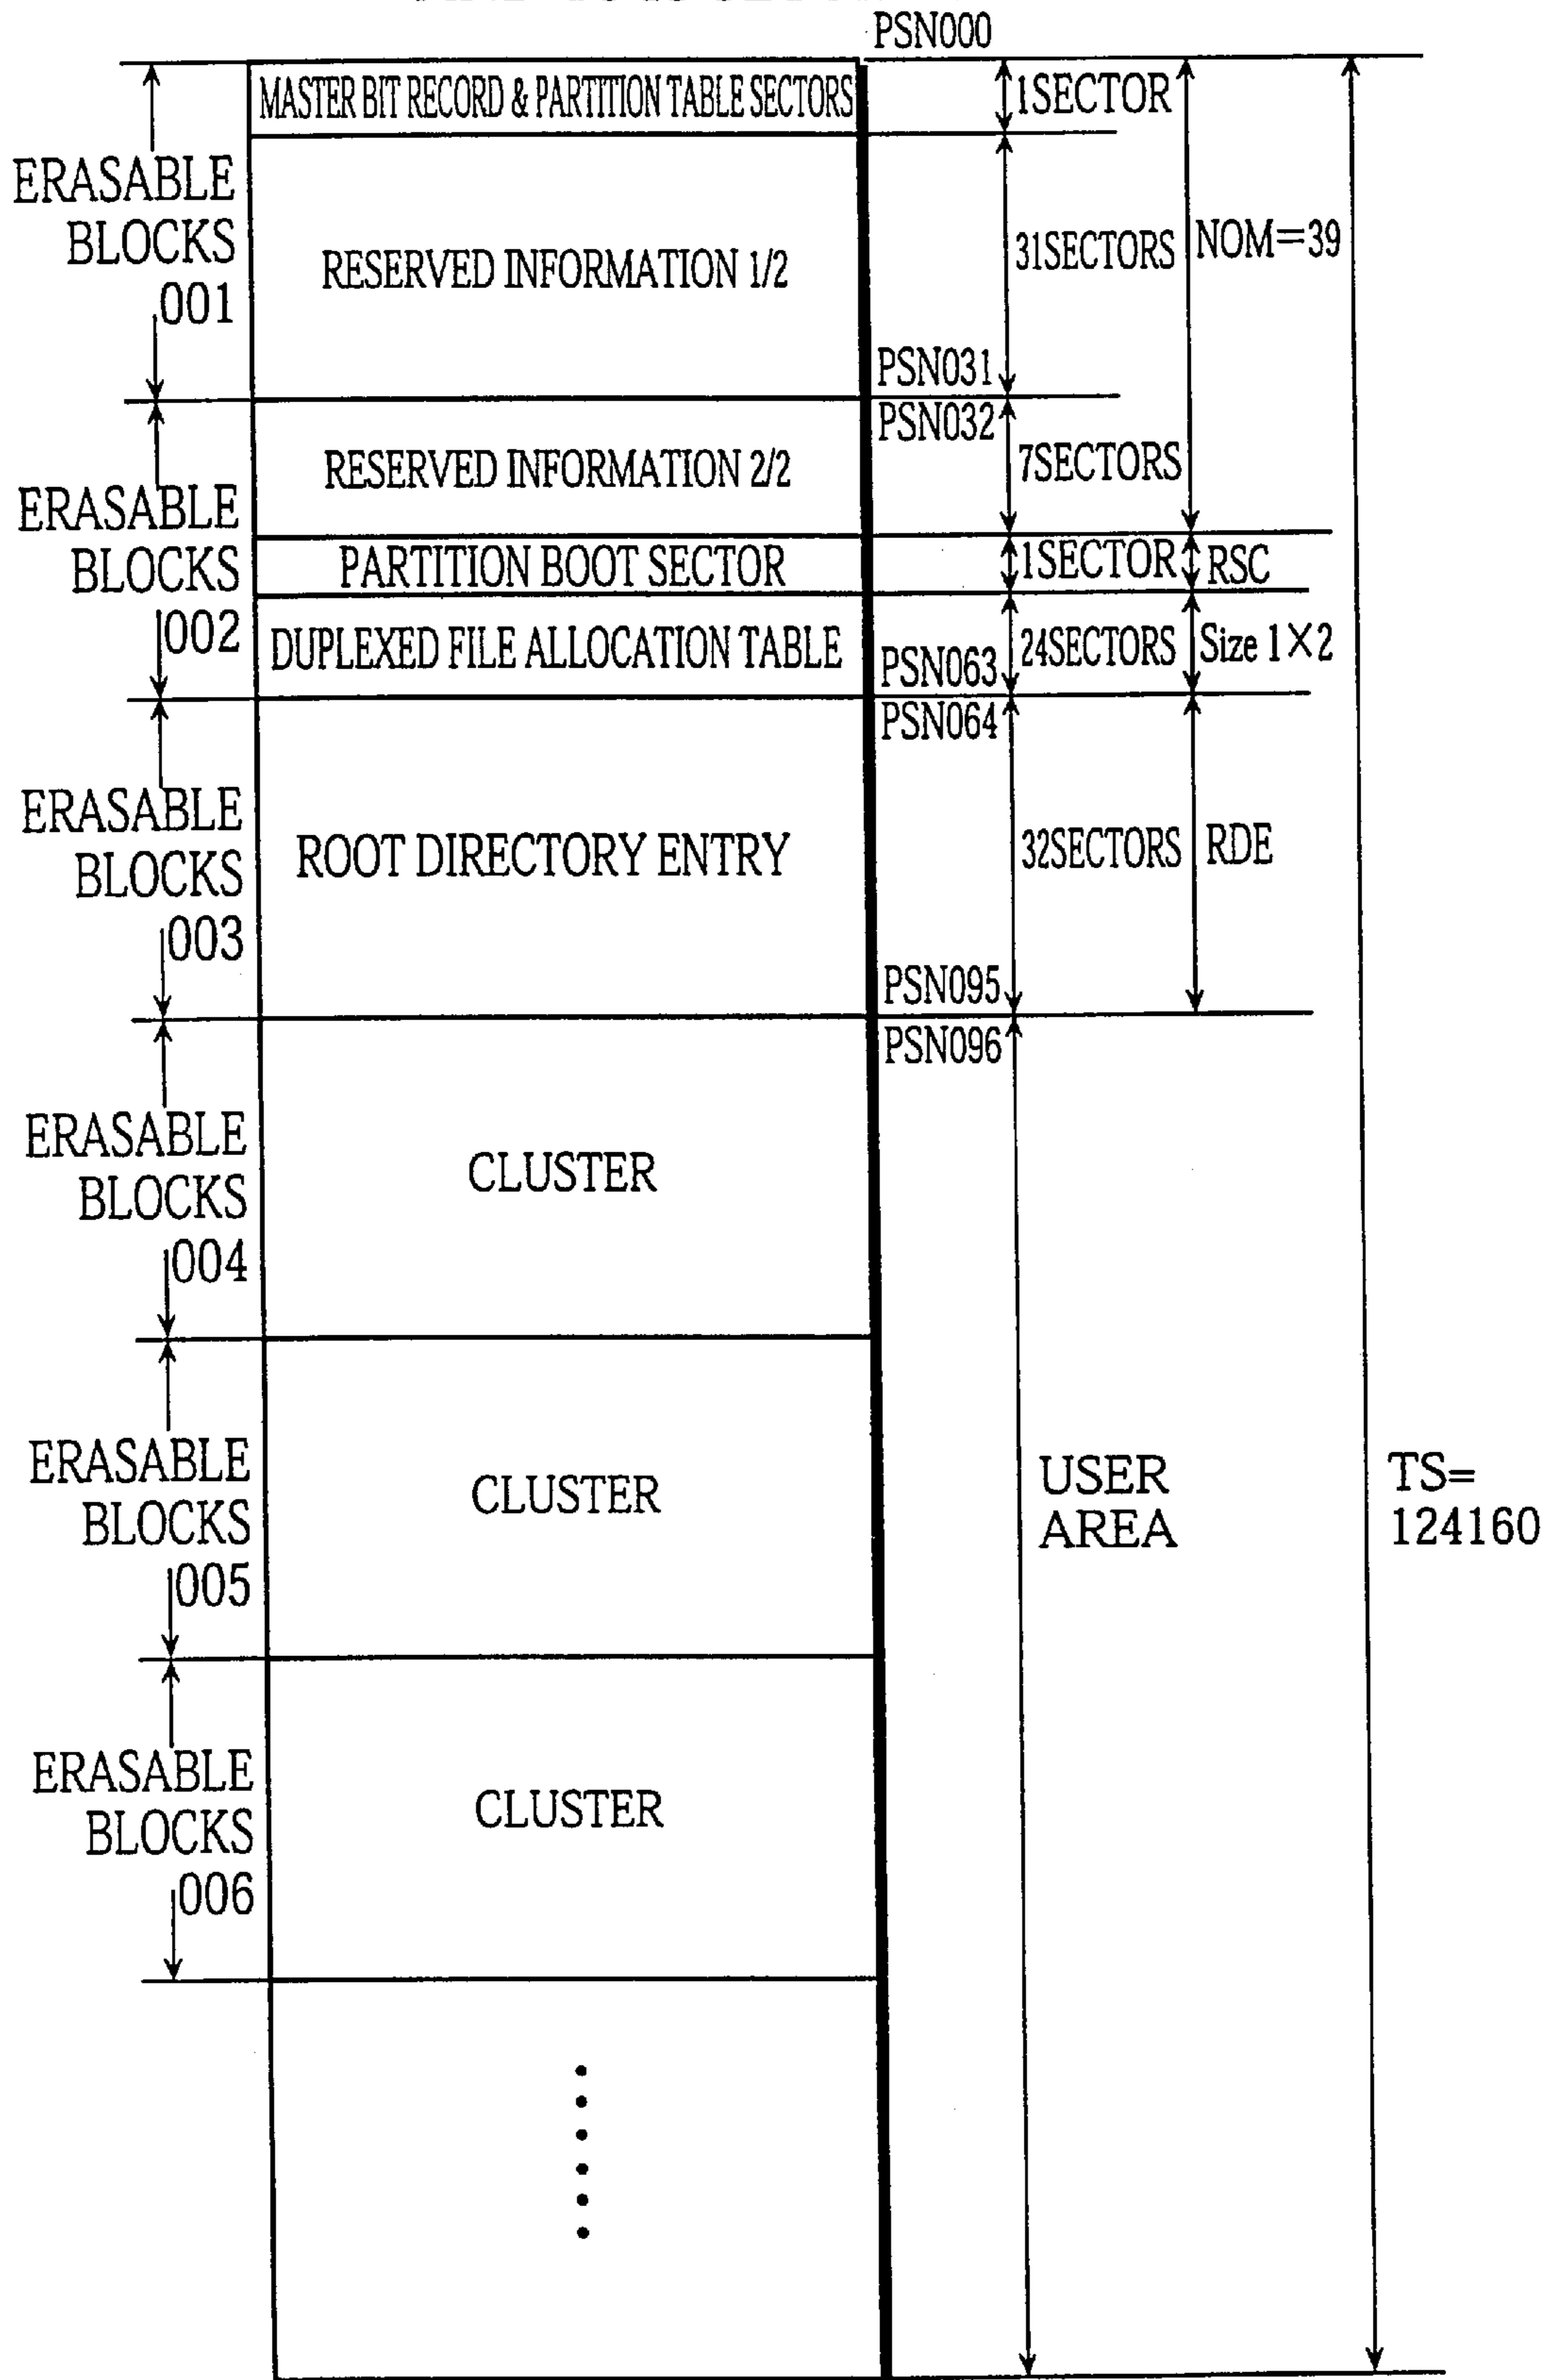 PSN000
MASTER BIT RECORD & PARTITION TABLE SECTORS
1SECTOR
ERASABLE
BLOCKS
001
RESERVED INFORMATION 1/2
31SECTORS
NOM=39
PSN031
PSN032
RESERVED INFORMATION 2/2
7SECTORS
ERASABLE
BLOCKS
002
PARTITION BOOT SECTOR
1SECTOR
RSC
DUPLEXED FILE ALLOCATION TABLE
PSN063
24SECTORS
Size 1×2
PSN064
ERASABLE
BLOCKS
003
ROOT DIRECTORY ENTRY
32SECTORS
RDE
PSN095
PSN096
ERASABLE
BLOCKS
004
CLUSTER
ERASABLE
BLOCKS
005
CLUSTER
USER
AREA
TS=
124160
ERASABLE
BLOCKS
006
CLUSTER